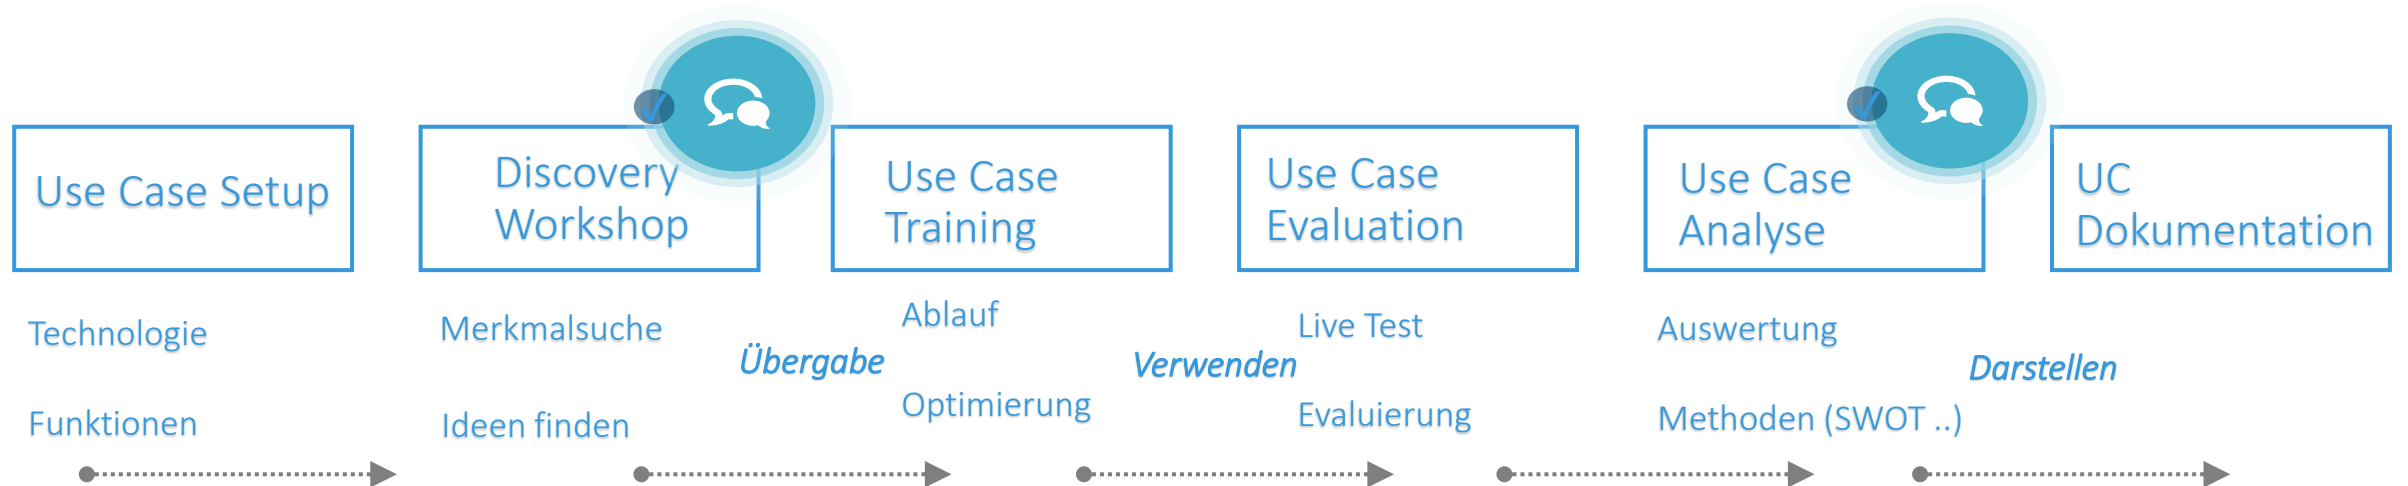 Use Case Setup
Discovery
Workshop
Use Case
Training
Use Case
Evaluation
Use Case
Analyse
UC
Dokumentation
Technologie
Funktionen
Merkmalsuche
Ideen finden
Übergabe
Ablauf
Optimierung
Verwenden
Live Test
Evaluierung
Auswertung
Methoden (SWOT ..)
Darstellen